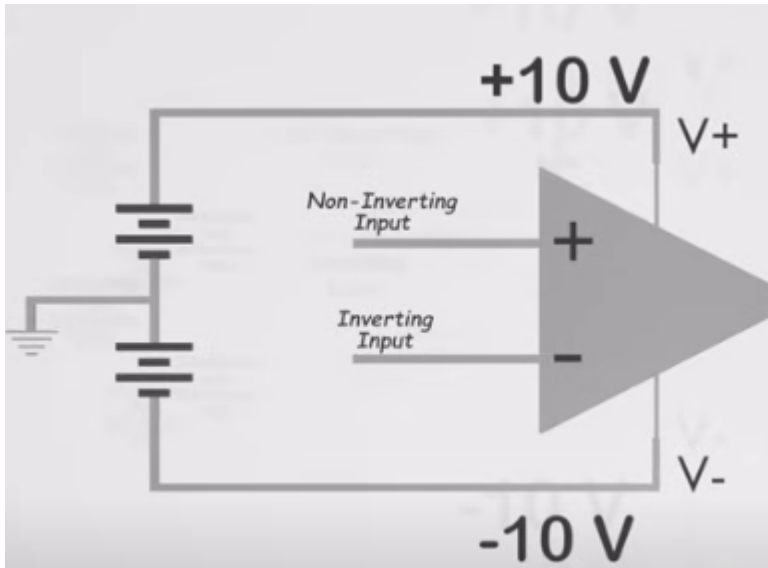 +10 V
V+
Non-Inverting
Input
+
Inverting
Input
-
V-
-10 V